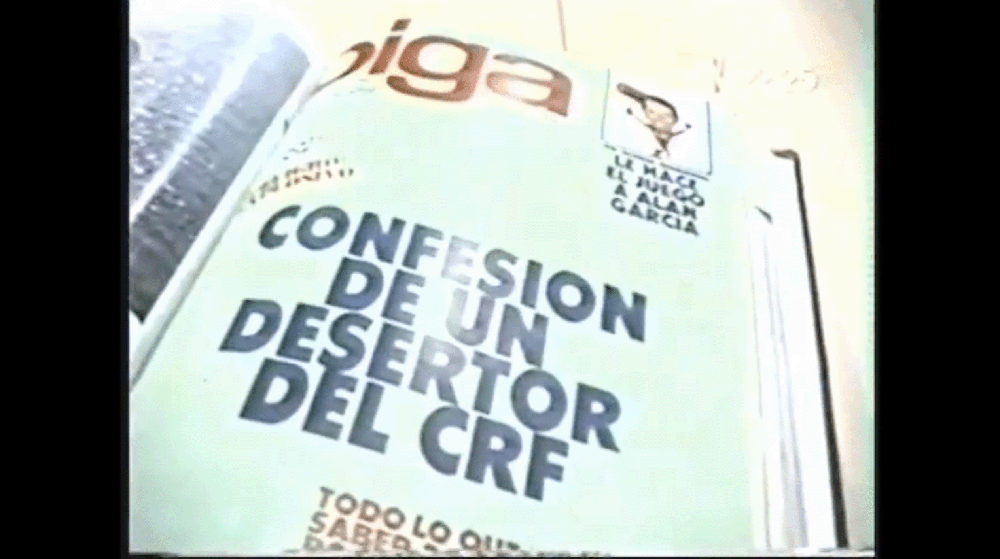 oiga
LE HACE
EL JUEGO
A ALAN
GARCIA
CONFESION
DE UN
DESERTOR
DEL CRF
TODO LO QUE
SABER